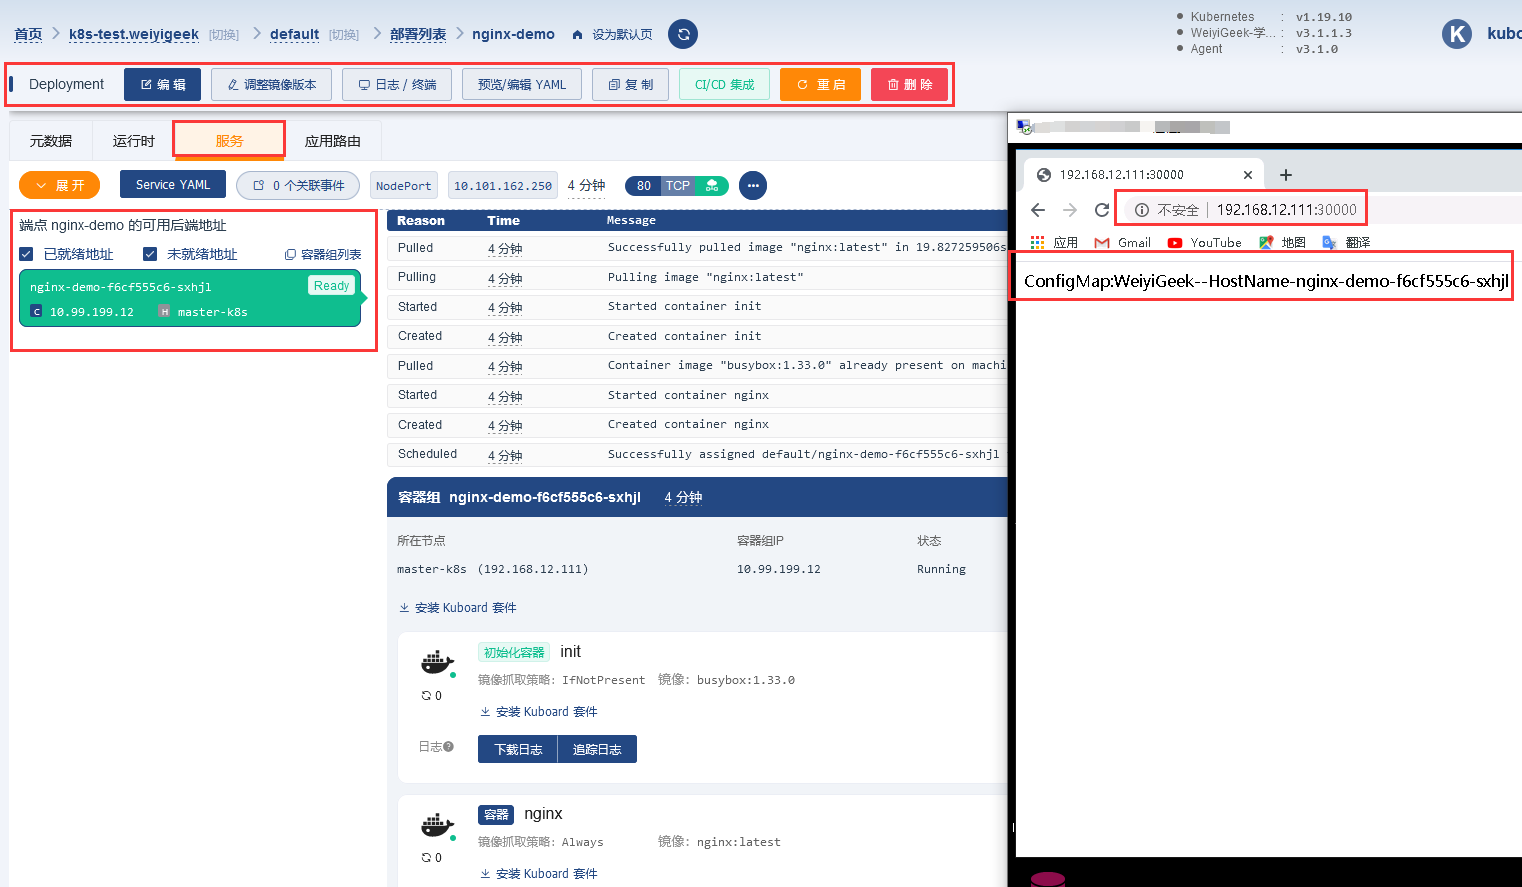 首页 k8s-test.weiyigeek [切换] default [切换] 部署列表 nginx-demo 设为默认页
Kubernetes : v1.19.10
WeiyiGeek-学... : v3.1.1.3
Agent : v3.1.0
K kubo
Deployment 编 辑 调整镜像版本 日志 / 终端 预览/编辑 YAML 复 制 CI/CD 集成 重 启 删 除
元数据 运行时 服务 应用路由
展 开 Service YAML 0 个关联事件 NodePort 10.101.162.250 4 分钟 80 TCP
端点 nginx-demo 的可用后端地址
已就绪地址 未就绪地址 容器组列表
nginx-demo-f6cf555c6-sxhjl Ready
C 10.99.199.12 H master-k8s
Reason Time Message
Pulled 4 分钟 Successfully pulled image "nginx:latest" in 19.827259506s
Pulling 4 分钟 Pulling image "nginx:latest"
Started 4 分钟 Started container init
Created 4 分钟 Created container init
Pulled 4 分钟 Container image "busybox:1.33.0" already present on machi
Started 4 分钟 Started container nginx
Created 4 分钟 Created container nginx
Scheduled 4 分钟 Successfully assigned default/nginx-demo-f6cf555c6-sxhjl
容器组 nginx-demo-f6cf555c6-sxhjl 4 分钟
所在节点 容器组IP 状态
master-k8s (192.168.12.111) 10.99.199.12 Running
安装 Kuboard 套件
初始化容器 init
镜像抓取策略: IfNotPresent 镜像: busybox:1.33.0
0
安装 Kuboard 套件
日志 下载日志 追踪日志
容器 nginx
镜像抓取策略: Always 镜像: nginx:latest
0
安装 Kuboard 套件
192.168.12.111:30000
不安全 192.168.12.111:30000
应用 Gmail YouTube 地图 翻译
ConfigMap:WeiyiGeek--HostName-nginx-demo-f6cf555c6-sxhjl